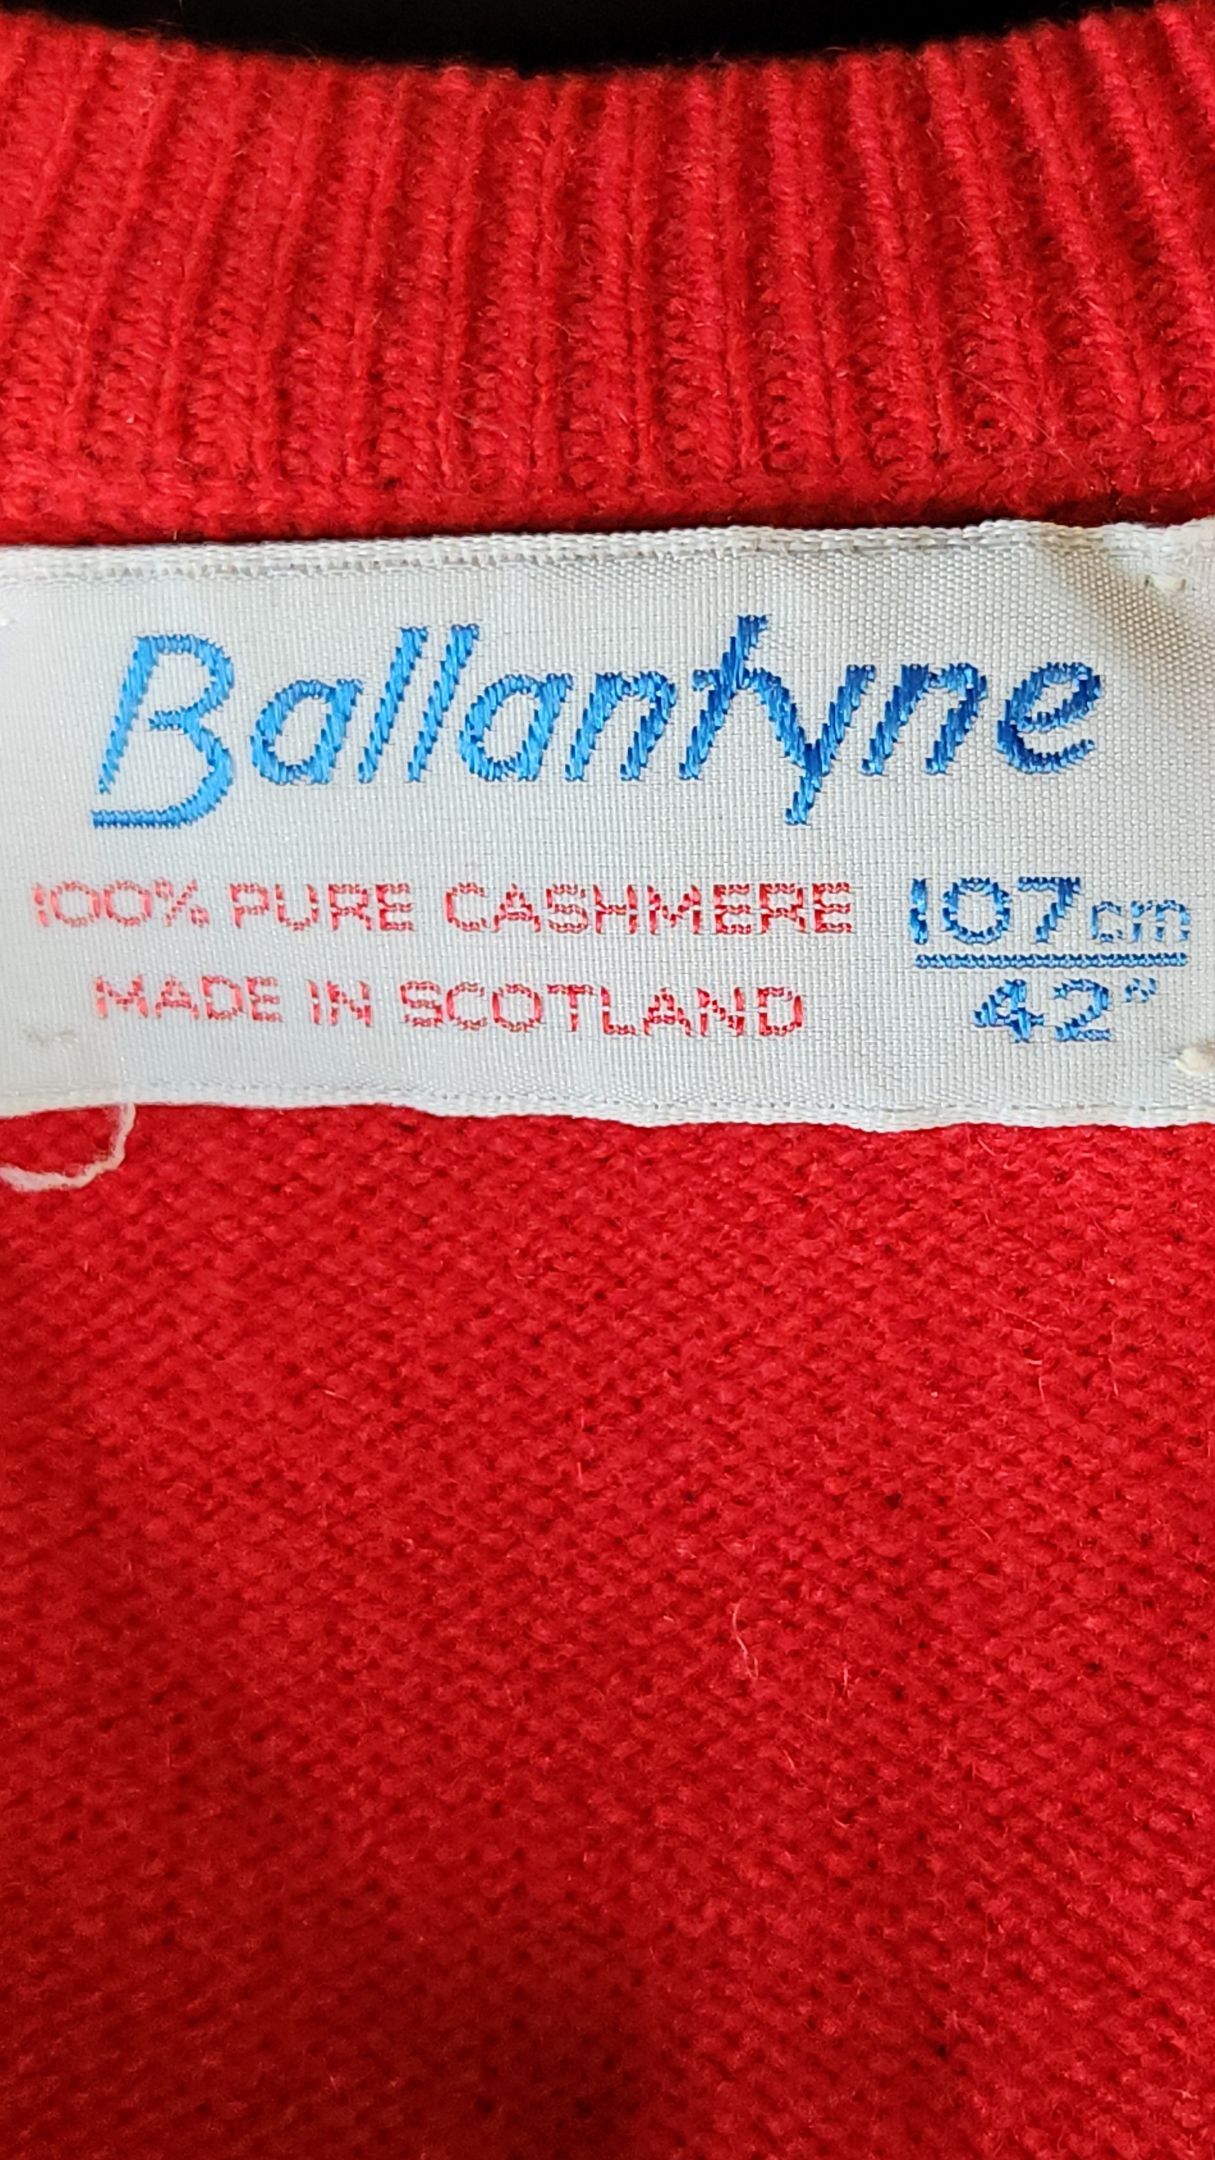 Ballantyne
100% PURE CASHMERE 107cm
MADE IN SCOTLAND 42"